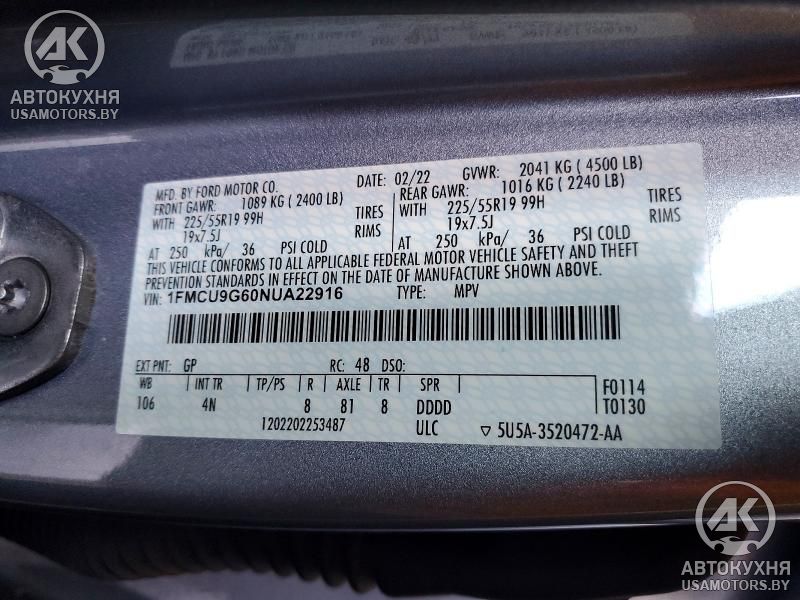 АВТОКУХНЯ
USAMOTORS.BY
MFD. BY FORD MOTOR CO.
DATE: 02/22 GVWR: 2041 KG ( 4500 LB)
FRONT GAWR: 1089 KG ( 2400 LB) REAR GAWR: 1016 KG ( 2240 LB)
WITH 225/55R19 99H TIRES WITH 225/55R19 99H TIRES
19x7.5J RIMS 19x7.5J RIMS
AT 250 kPa/ 36 PSI COLD AT 250 kPa/ 36 PSI COLD
THIS VEHICLE CONFORMS TO ALL APPLICABLE FEDERAL MOTOR VEHICLE SAFETY AND THEFT
PREVENTION STANDARDS IN EFFECT ON THE DATE OF MANUFACTURE SHOWN ABOVE.
VIN: 1FMCU9G60NUA22916 TYPE: MPV
EXT PNT: GP RC: 48 DSO:
WB INT TR TP/PS R AXLE TR SPR F0114
106 4N 8 81 8 DDDD T0130
1202202253487 ULC ▽ 5U5A-3520472-AA
АК
АВТОКУХНЯ
USAMOTORS.BY